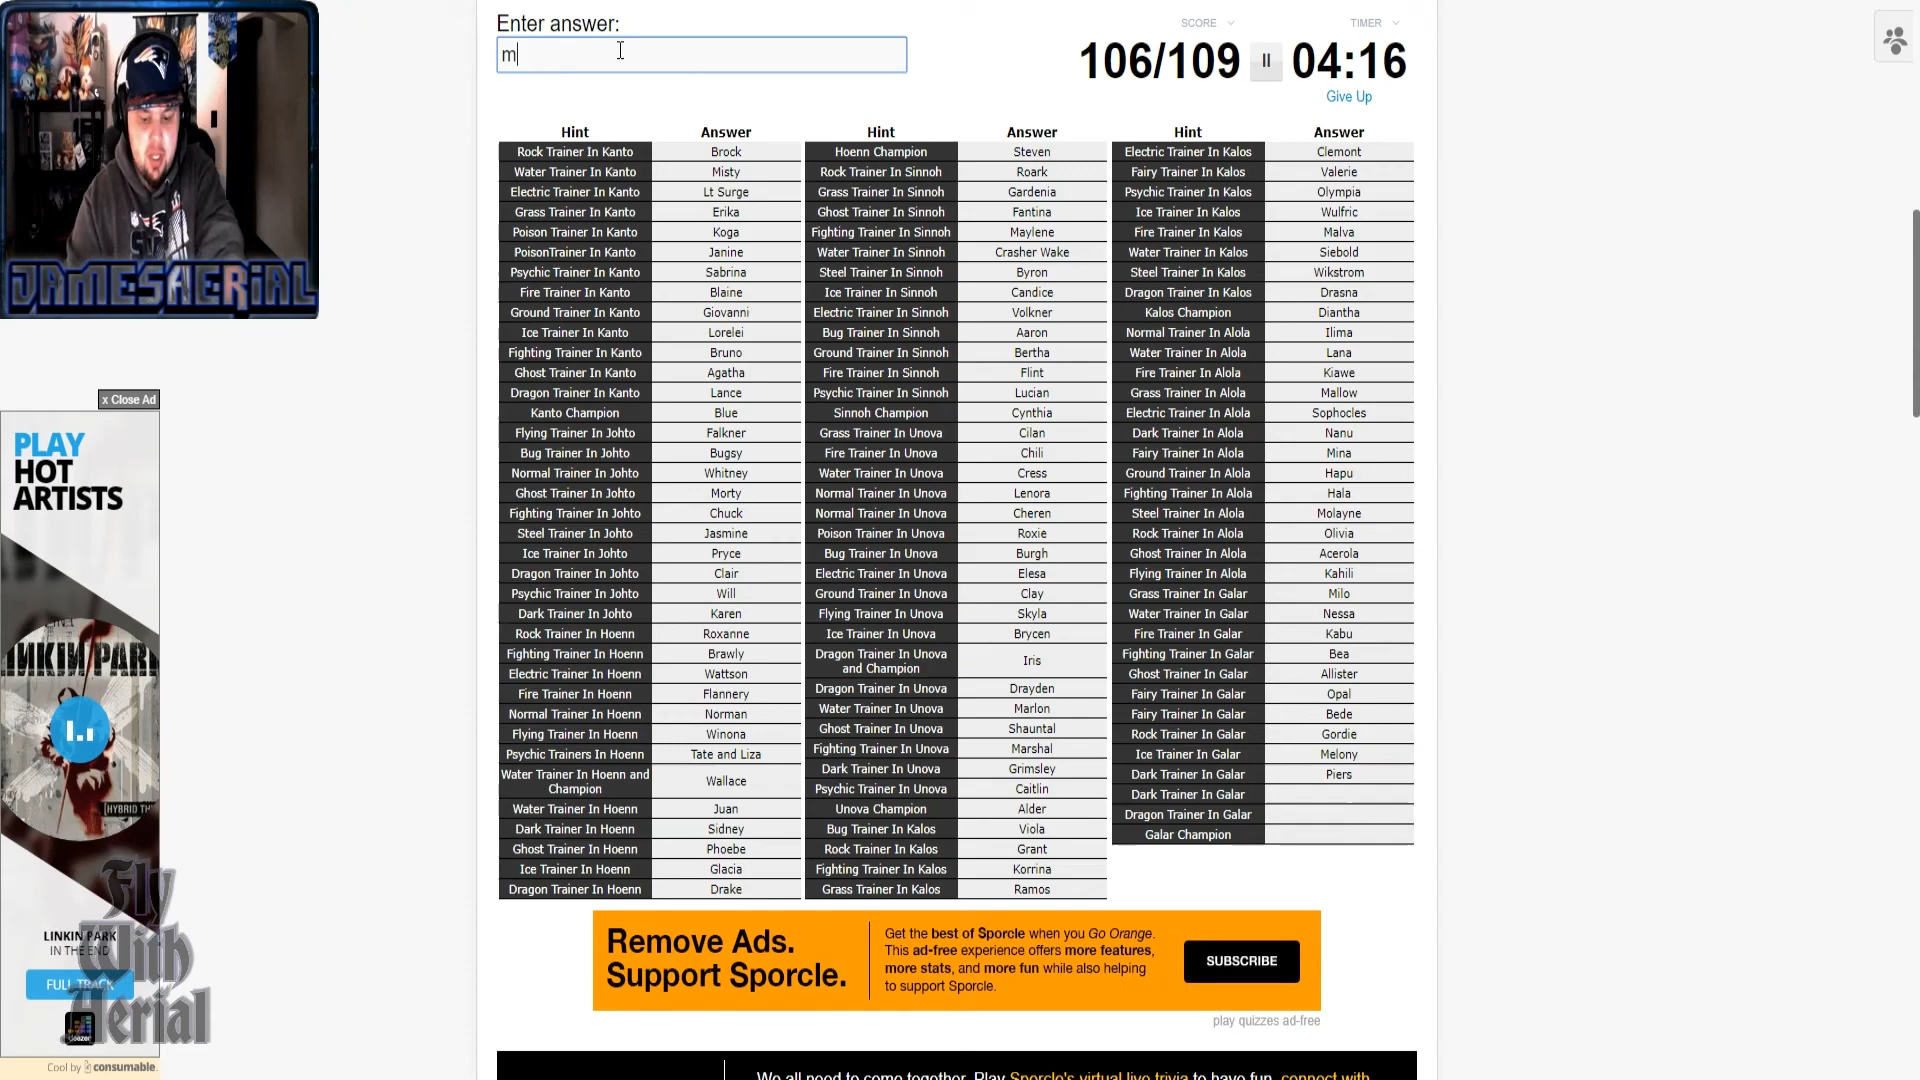 Enter answer:
m
SCORE
TIMER
106/109
04:16
Give Up
Hint Answer
Rock Trainer In Kanto Brock
Water Trainer In Kanto Misty
Electric Trainer In Kanto Lt Surge
Grass Trainer In Kanto Erika
Poison Trainer In Kanto Koga
PoisonTrainer In Kanto Janine
Psychic Trainer In Kanto Sabrina
Fire Trainer In Kanto Blaine
Ground Trainer In Kanto Giovanni
Ice Trainer In Kanto Lorelei
Fighting Trainer In Kanto Bruno
Ghost Trainer In Kanto Agatha
Dragon Trainer In Kanto Lance
Kanto Champion Blue
Flying Trainer In Johto Falkner
Bug Trainer In Johto Bugsy
Normal Trainer In Johto Whitney
Ghost Trainer In Johto Morty
Fighting Trainer In Johto Chuck
Steel Trainer In Johto Jasmine
Ice Trainer In Johto Pryce
Dragon Trainer In Johto Clair
Psychic Trainer In Johto Will
Dark Trainer In Johto Karen
Rock Trainer In Hoenn Roxanne
Fighting Trainer In Hoenn Brawly
Electric Trainer In Hoenn Wattson
Fire Trainer In Hoenn Flannery
Normal Trainer In Hoenn Norman
Flying Trainer In Hoenn Winona
Psychic Trainers In Hoenn Tate and Liza
Water Trainer In Hoenn and
Champion Wallace
Water Trainer In Hoenn Juan
Dark Trainer In Hoenn Sidney
Ghost Trainer In Hoenn Phoebe
Ice Trainer In Hoenn Glacia
Dragon Trainer In Hoenn Drake
Hint Answer
Hoenn Champion Steven
Rock Trainer In Sinnoh Roark
Grass Trainer In Sinnoh Gardenia
Ghost Trainer In Sinnoh Fantina
Fighting Trainer In Sinnoh Maylene
Water Trainer In Sinnoh Crasher Wake
Steel Trainer In Sinnoh Byron
Ice Trainer In Sinnoh Candice
Electric Trainer In Sinnoh Volkner
Bug Trainer In Sinnoh Aaron
Ground Trainer In Sinnoh Bertha
Fire Trainer In Sinnoh Flint
Psychic Trainer In Sinnoh Lucian
Sinnoh Champion Cynthia
Grass Trainer In Unova Cilan
Fire Trainer In Unova Chili
Water Trainer In Unova Cress
Normal Trainer In Unova Lenora
Normal Trainer In Unova Cheren
Poison Trainer In Unova Roxie
Bug Trainer In Unova Burgh
Electric Trainer In Unova Elesa
Ground Trainer In Unova Clay
Flying Trainer In Unova Skyla
Ice Trainer In Unova Brycen
Dragon Trainer In Unova
and Champion Iris
Dragon Trainer In Unova Drayden
Water Trainer In Unova Marlon
Ghost Trainer In Unova Shauntal
Fighting Trainer In Unova Marshal
Dark Trainer In Unova Grimsley
Psychic Trainer In Unova Caitlin
Unova Champion Alder
Bug Trainer In Kalos Viola
Rock Trainer In Kalos Grant
Fighting Trainer In Kalos Korrina
Grass Trainer In Kalos Ramos
Hint Answer
Electric Trainer In Kalos Clemont
Fairy Trainer In Kalos Valerie
Psychic Trainer In Kalos Olympia
Ice Trainer In Kalos Wulfric
Fire Trainer In Kalos Malva
Water Trainer In Kalos Siebold
Steel Trainer In Kalos Wikstrom
Dragon Trainer In Kalos Drasna
Kalos Champion Diantha
Normal Trainer In Alola Ilima
Water Trainer In Alola Lana
Fire Trainer In Alola Kiawe
Grass Trainer In Alola Mallow
Electric Trainer In Alola Sophocles
Dark Trainer In Alola Nanu
Fairy Trainer In Alola Mina
Ground Trainer In Alola Hapu
Fighting Trainer In Alola Hala
Steel Trainer In Alola Molayne
Rock Trainer In Alola Olivia
Ghost Trainer In Alola Acerola
Flying Trainer In Alola Kahili
Grass Trainer In Galar Milo
Water Trainer In Galar Nessa
Fire Trainer In Galar Kabu
Fighting Trainer In Galar Bea
Ghost Trainer In Galar Allister
Fairy Trainer In Galar Opal
Fairy Trainer In Galar Bede
Rock Trainer In Galar Gordie
Ice Trainer In Galar Melony
Dark Trainer In Galar Piers
Dark Trainer In Galar
Dragon Trainer In Galar
Galar Champion
JAMESAERIAL
x Close Ad
PLAY
HOT
ARTISTS
LINKIN PARK
LINKIN PARK
IN THE END
FULL TRACK
deezer
Fly
With
Aerial
Cool by consumable.
Remove Ads.
Support Sporcle.
Get the best of Sporcle when you Go Orange.
This ad-free experience offers more features,
more stats, and more fun while also helping
to support Sporcle.
SUBSCRIBE
play quizzes ad-free
We all need to come together. Play Sporcle's virtual live trivia to have fun, connect with